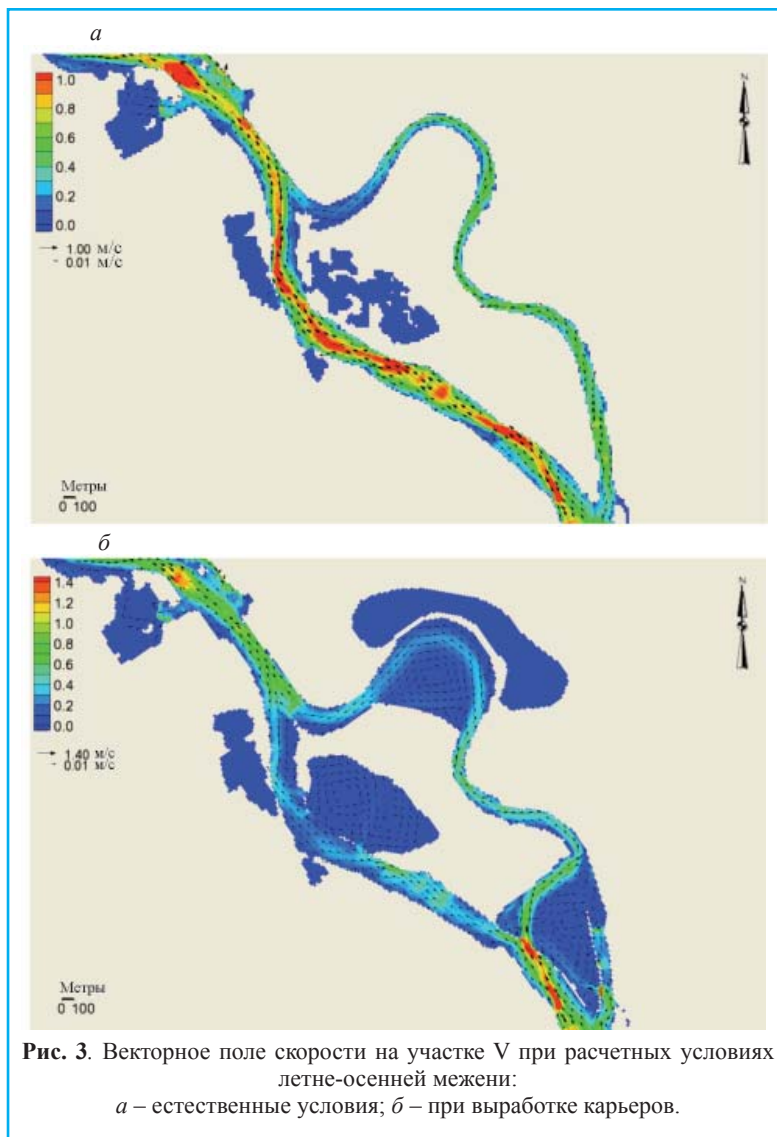 а
N
1.0
0.8
0.6
0.4
0.2
0.0
1.00 м/с
0.01 м/с
Метры
0 100
б
N
1.4
1.2
1.0
0.8
0.6
0.4
0.2
0.0
1.40 м/с
0.01 м/с
Метры
0 100
Рис. 3. Векторное поле скорости на участке V при расчетных условиях
летне-осенней межени:
а – естественные условия; б – при выработке карьеров.